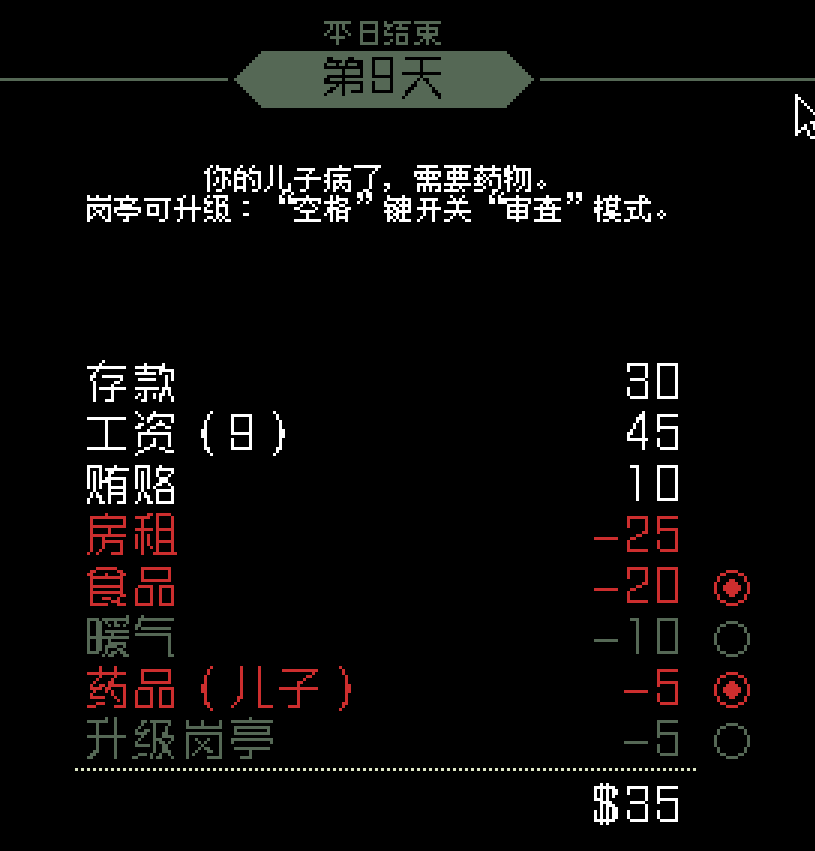 平日结束
第9天
你的儿子病了，需要药物。
岗亭可升级：“空格”键开关“审查”模式。
存款 30
工资（9） 45
贿赂 10
房租 -25
食品 -20
暖气 -10
药品（儿子） -5
升级岗亭 -5
$35